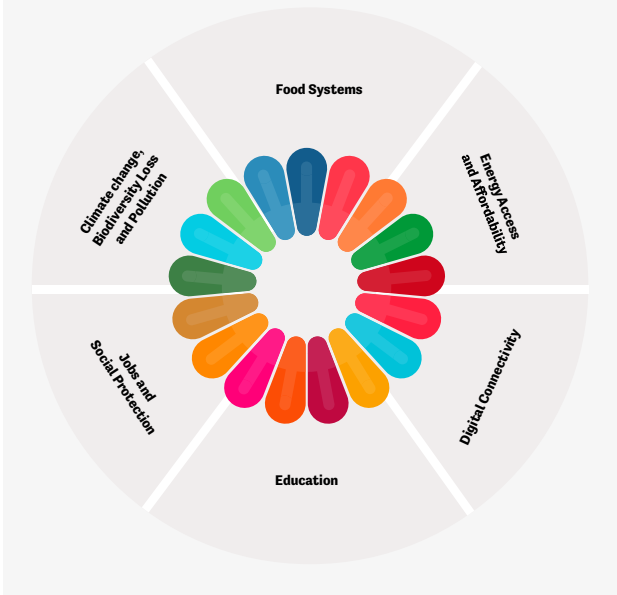 Food Systems
Energy Access
and Affordability
Digital Connectivity
Education
Jobs and
Social Protection
Climate change,
Biodiversity Loss
and Pollution